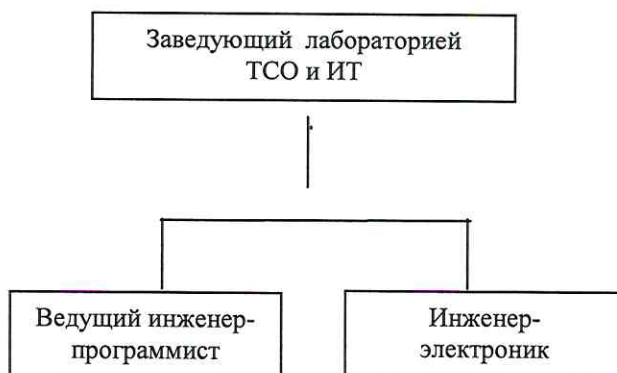 Заведующий лабораторией
ТСО и ИТ
Ведущий инженер-
программист
Инженер-
электроник